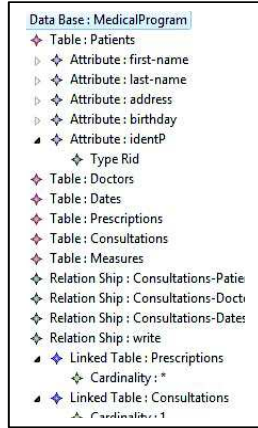 Data Base : MedicalProgram
Table : Patients
Attribute : first-name
Attribute : last-name
Attribute : address
Attribute : birthday
Attribute : identP
Type Rid
Table : Doctors
Table : Dates
Table : Prescriptions
Table : Consultations
Table : Measures
Relation Ship : Consultations-Patie
Relation Ship : Consultations-Docto
Relation Ship : Consultations-Dates
Relation Ship : write
Linked Table : Prescriptions
Cardinality : *
Linked Table : Consultations
Cardinality : 1